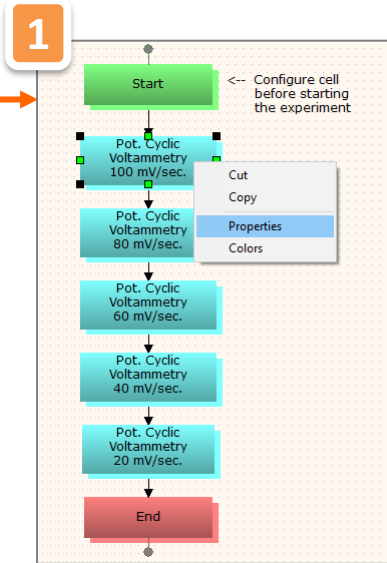 1
Start
<-- Configure cell
before starting
the experiment
Pot. Cyclic
Voltammetry
100 mV/sec.
Cut
Copy
Properties
Colors
Pot. Cyclic
Voltammetry
80 mV/sec.
Pot. Cyclic
Voltammetry
60 mV/sec.
Pot. Cyclic
Voltammetry
40 mV/sec.
Pot. Cyclic
Voltammetry
20 mV/sec.
End